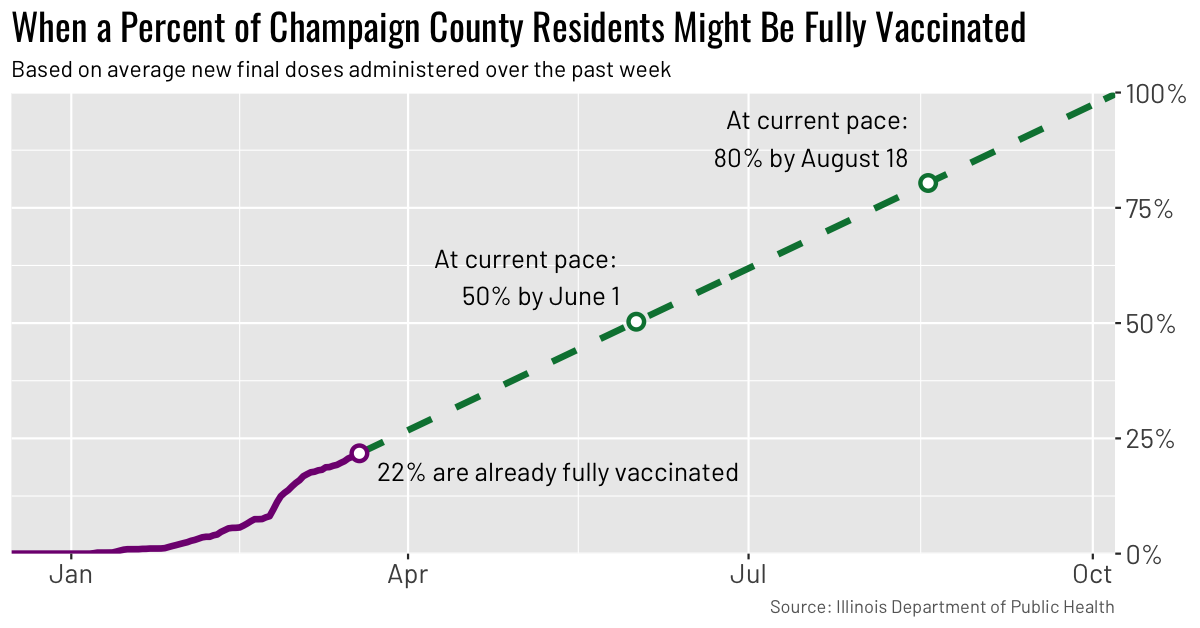 When a Percent of Champaign County Residents Might Be Fully Vaccinated
Based on average new final doses administered over the past week
100%
At current pace:
80% by August 18
75%
At current pace:
50% by June 1
50%
25%
22% are already fully vaccinated
0%
Jan Apr Jul Oct
Source: Illinois Department of Public Health